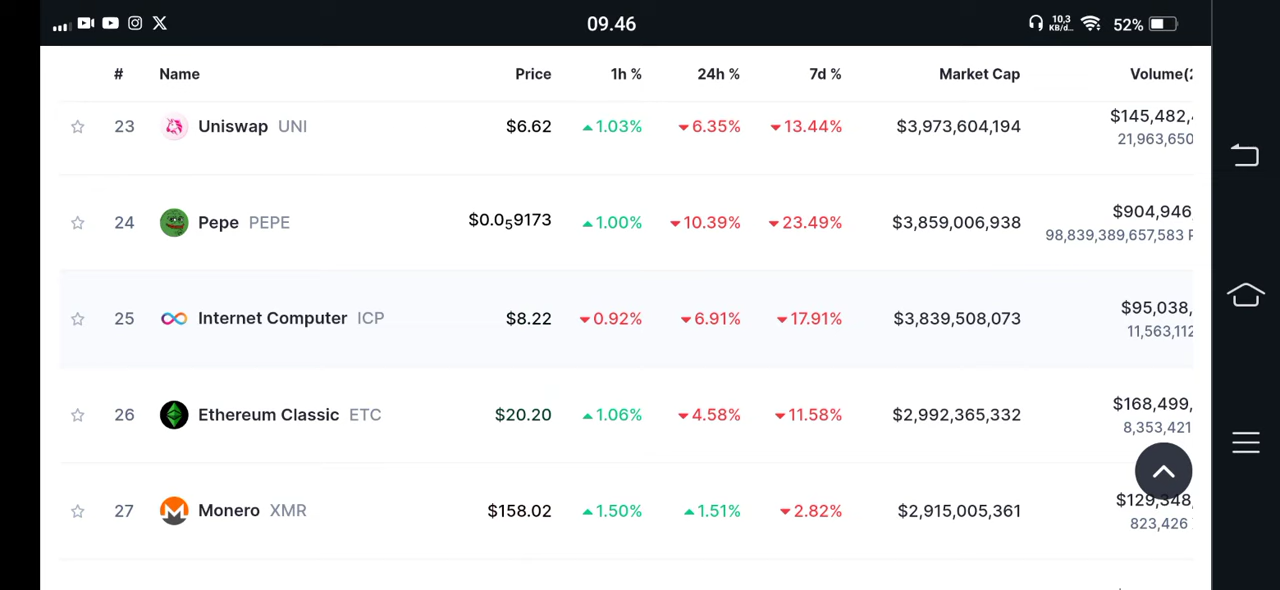 09.46 10,3 KB/d... 52%
# Name Price 1h % 24h % 7d % Market Cap Volume(2
23 Uniswap UNI $6.62 1.03% 6.35% 13.44% $3,973,604,194 $145,482,
21,963,650
24 Pepe PEPE $0.0₅9173 1.00% 10.39% 23.49% $3,859,006,938 $904,946,
98,839,389,657,583 P
25 Internet Computer ICP $8.22 0.92% 6.91% 17.91% $3,839,508,073 $95,038,
11,563,112
26 Ethereum Classic ETC $20.20 1.06% 4.58% 11.58% $2,992,365,332 $168,499,
8,353,421
27 Monero XMR $158.02 1.50% 1.51% 2.82% $2,915,005,361 $129,348,
823,426